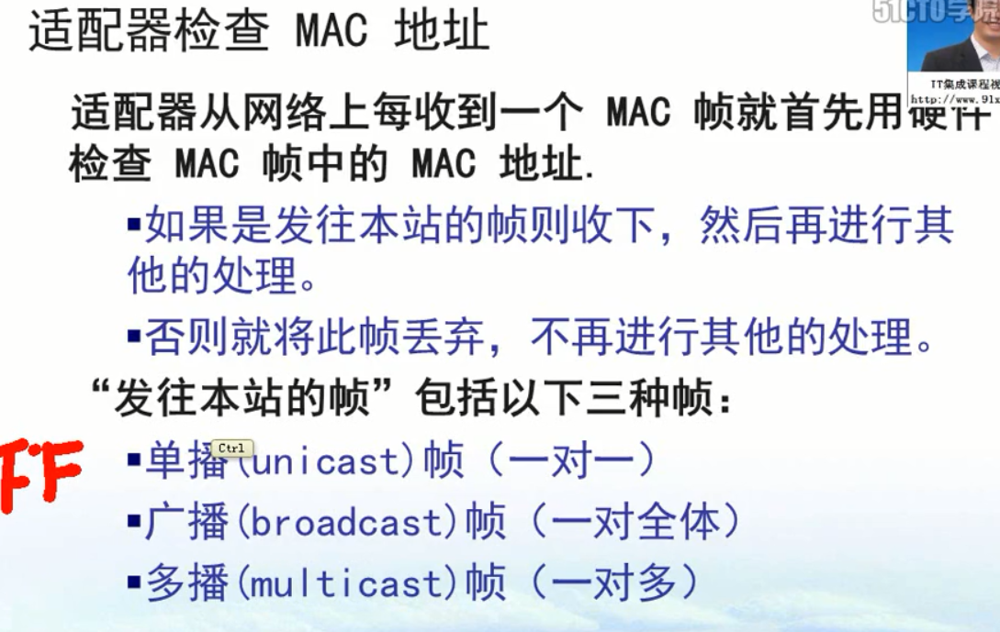 51CTO学院
适配器检查 MAC 地址
IT集成课程视
http://www.91x
适配器从网络上每收到一个 MAC 帧就首先用硬件
检查 MAC 帧中的 MAC 地址.
▪如果是发往本站的帧则收下，然后再进行其
他的处理。
▪否则就将此帧丢弃，不再进行其他的处理。
“发往本站的帧”包括以下三种帧：
Ctrl
FF
▪单播(unicast)帧（一对一）
▪广播(broadcast)帧（一对全体）
▪多播(multicast)帧（一对多）